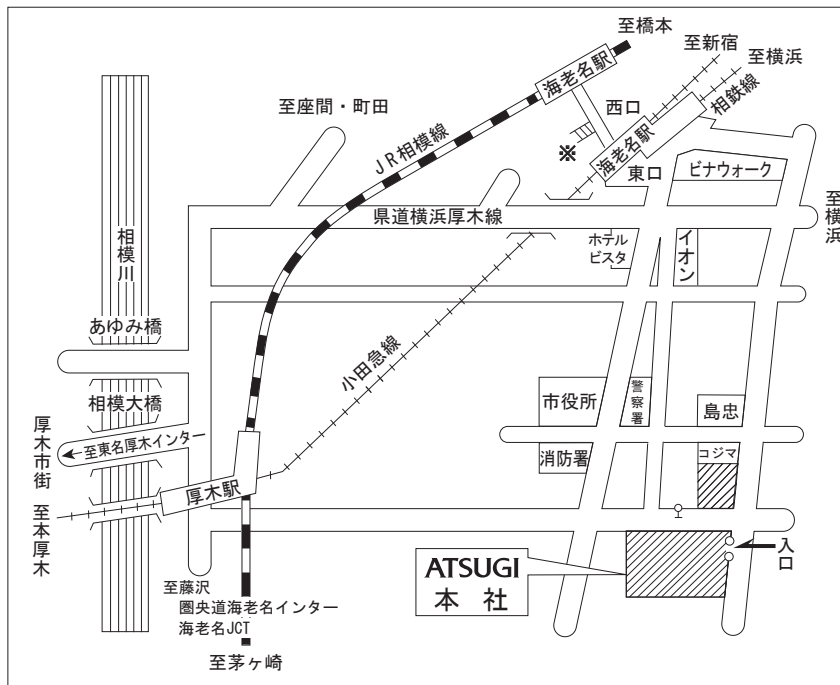 至橋本
至新宿
至横浜
海老名駅
相鉄線
西口
至座間・町田
JR相模線
※
海老名駅
東口
ビナウォーク
至横浜
県道横浜厚木線
相模川
ホテル
ビスタ
イオン
あゆみ橋
小田急線
相模大橋
市役所
警察署
島忠
厚木市街
至東名厚木インター
消防署
コジマ
厚木駅
至本厚木
入口
ATSUGI
本 社
至藤沢
圏央道海老名インター
海老名JCT
至茅ヶ崎